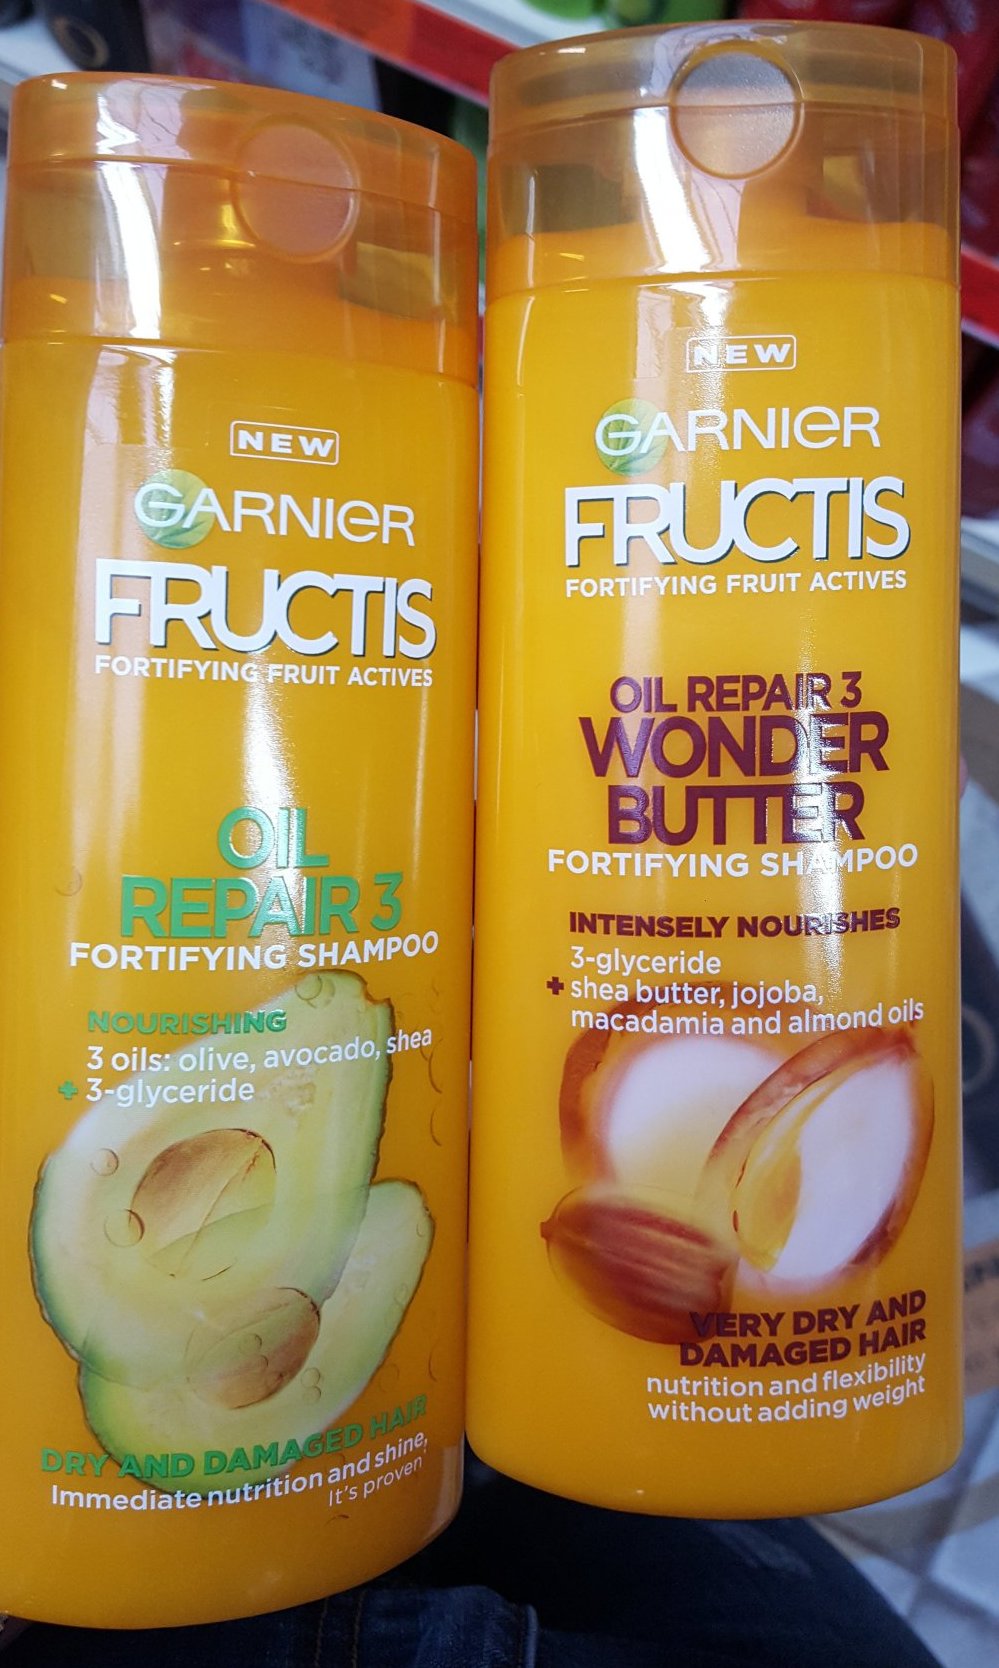 NEW
GARNIER
FRUCTIS
FORTIFYING FRUIT ACTIVES
OIL
REPAIR 3
FORTIFYING SHAMPOO
NOURISHING
3 oils: olive, avocado, shea
+ 3-glyceride
DRY AND DAMAGED HAIR
Immediate nutrition and shine,
It's proven
NEW
GARNIER
FRUCTIS
FORTIFYING FRUIT ACTIVES
OIL REPAIR 3
WONDER
BUTTER
FORTIFYING SHAMPOO
INTENSELY NOURISHES
3-glyceride
+ shea butter, jojoba,
macadamia and almond oils
VERY DRY AND
DAMAGED HAIR
nutrition and flexibility
without adding weight